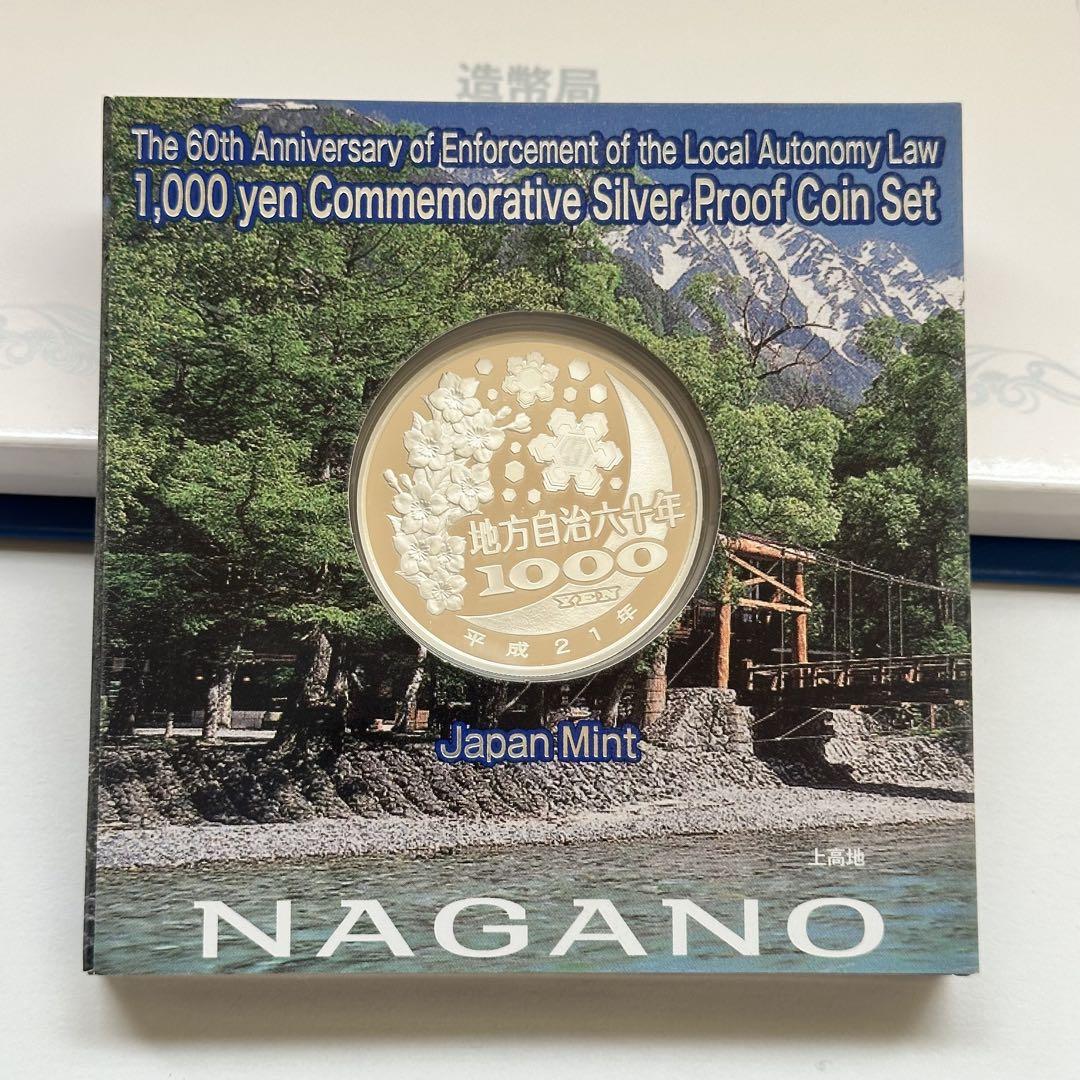 造幣局
The 60th Anniversary of Enforcement of the Local Autonomy Law
1,000 yen Commemorative Silver Proof Coin Set
地方自治六十年
1000
YEN
平成21年
Japan Mint
上高地
NAGANO